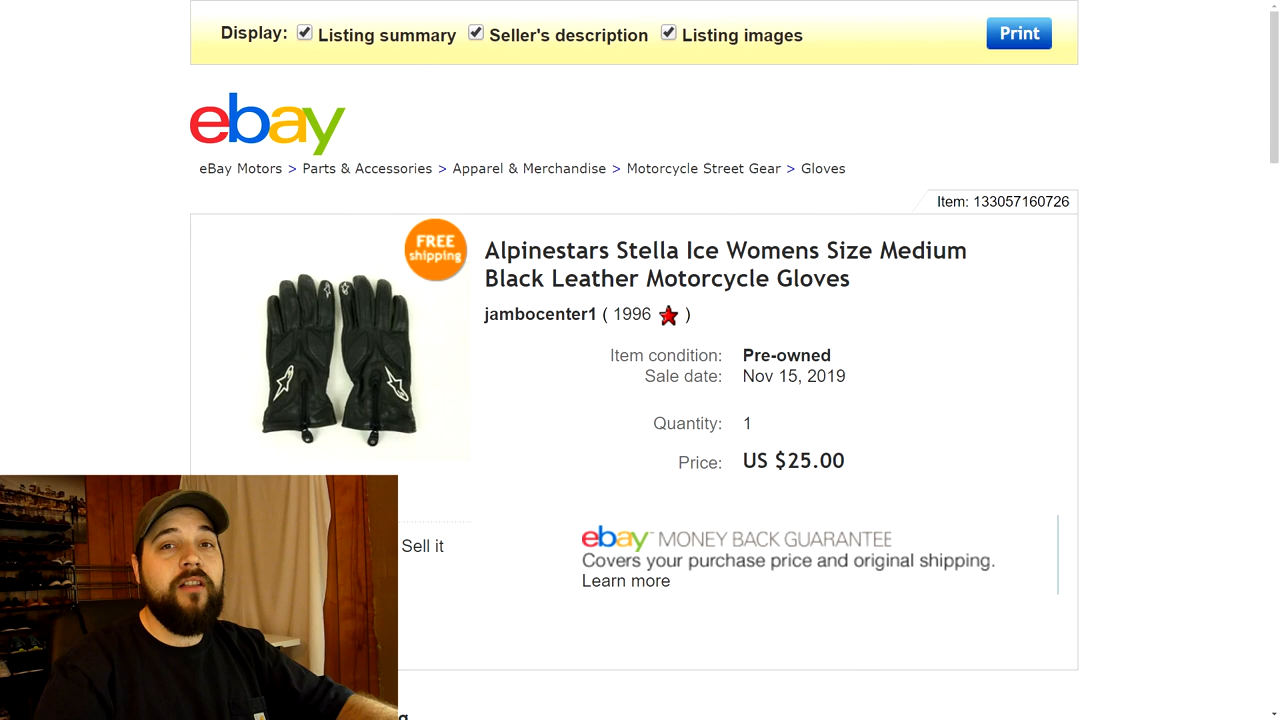 Display: Listing summary Seller's description Listing images Print
ebay
eBay Motors > Parts & Accessories > Apparel & Merchandise > Motorcycle Street Gear > Gloves
Item: 133057160726
FREE
shipping
Alpinestars Stella Ice Womens Size Medium
Black Leather Motorcycle Gloves
jambocenter1 ( 1996 )
Item condition: Pre-owned
Sale date: Nov 15, 2019
Quantity: 1
Price: US $25.00
Sell it
ebay™ MONEY BACK GUARANTEE
Covers your purchase price and original shipping.
Learn more